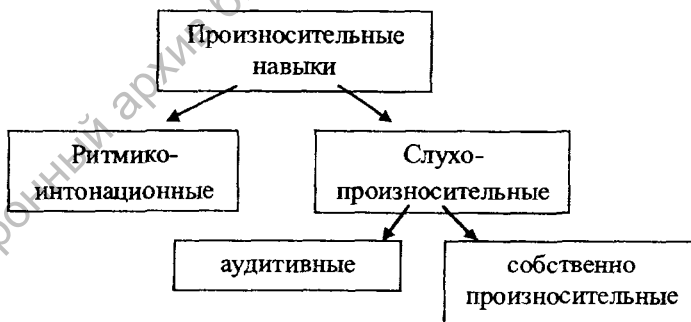 Произносительные
навыки
Ритмико-
интонационные
Слухо-
произносительные
аудитивные
собственно
произносительные